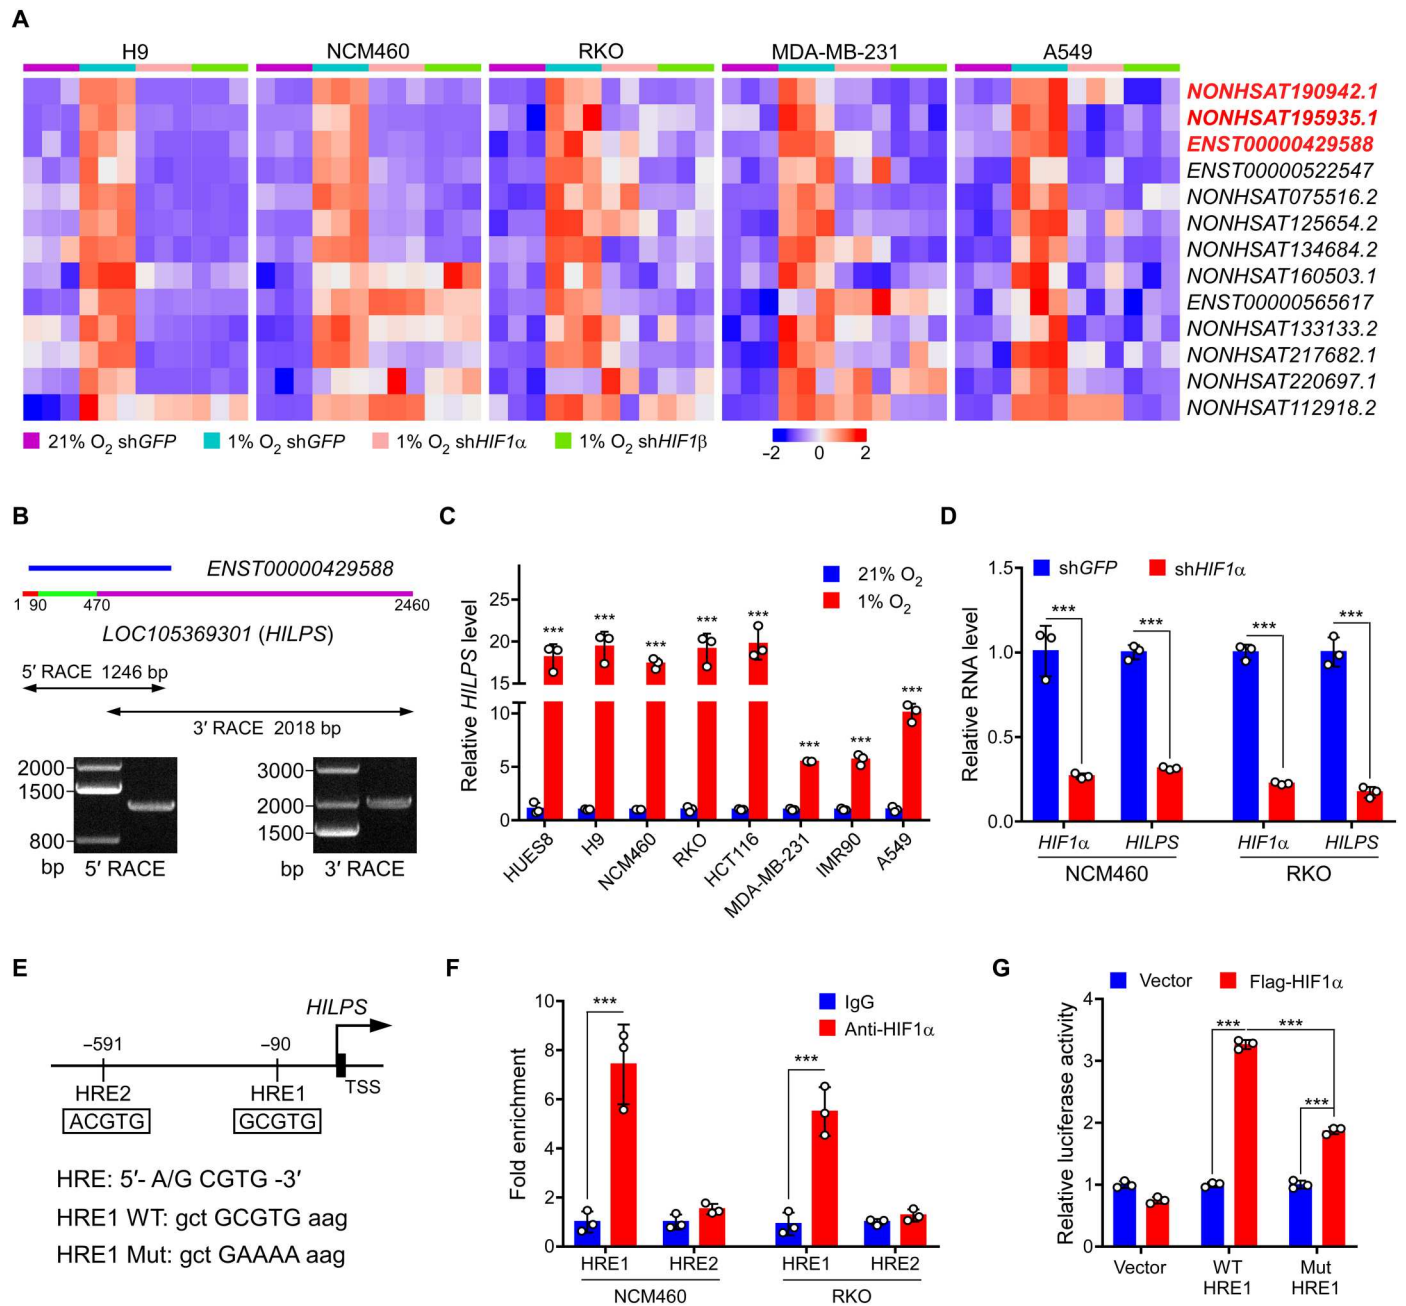 A
H9 NCM460 RKO MDA-MB-231 A549
NONHSAT190942.1
NONHSAT195935.1
ENST00000429588
ENST00000522547
NONHSAT075516.2
NONHSAT125654.2
NONHSAT134684.2
NONHSAT160503.1
ENST00000565617
NONHSAT133133.2
NONHSAT217682.1
NONHSAT220697.1
NONHSAT112918.2
21% O2 shGFP 1% O2 shGFP 1% O2 shHIF1α 1% O2 shHIF1β
–2 0 2
B
ENST00000429588
1 90 470 2460
LOC105369301 (HILPS)
5′ RACE 1246 bp
3′ RACE 2018 bp
2000
1500
800
bp 5′ RACE
3000
2000
1500
bp 3′ RACE
C
21% O2
1% O2
Relative HILPS level
25
20
15
10
5
0
*** *** *** *** *** *** *** ***
HUES8 H9 NCM460 RKO HCT116 MDA-MB-231 IMR90 A549
D
shGFP shHIF1α
Relative RNA level
1.5
1.0
0.5
0.0
*** *** *** ***
HIF1α HILPS HIF1α HILPS
NCM460 RKO
E
HILPS
–591 –90
HRE2 HRE1 TSS
ACGTG GCGTG
HRE: 5′- A/G CGTG -3′
HRE1 WT: gct GCGTG aag
HRE1 Mut: gct GAAAA aag
F
IgG
Anti-HIF1α
Fold enrichment
10
8
6
4
2
0
*** ***
HRE1 HRE2 HRE1 HRE2
NCM460 RKO
G
Vector Flag-HIF1α
Relative luciferase activity
4
3
2
1
0
*** *** ***
Vector WT HRE1 Mut HRE1